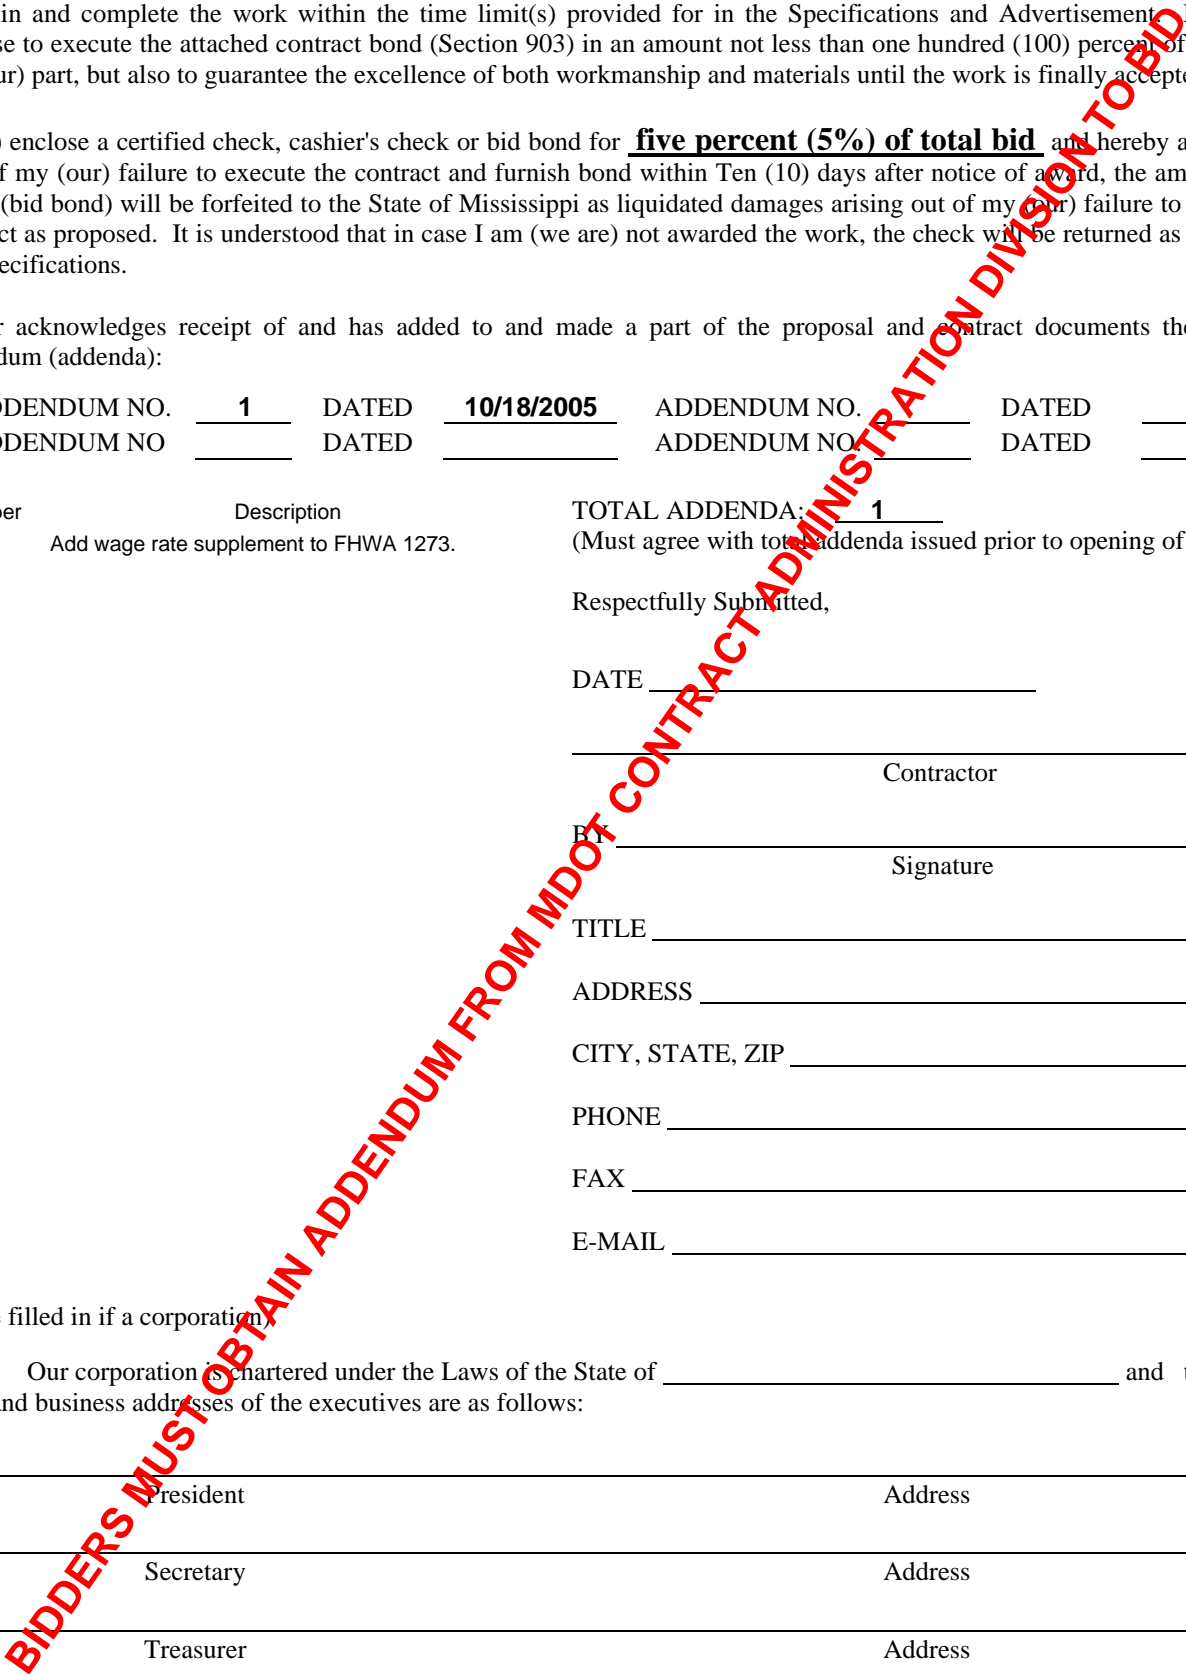 in and complete the work within the time limit(s) provided for in the Specifications and Advertisement.
se to execute the attached contract bond (Section 903) in an amount not less than one hundred (100) percent of
ur) part, but also to guarantee the excellence of both workmanship and materials until the work is finally accepte
) enclose a certified check, cashier's check or bid bond for five percent (5%) of total bid and hereby a
f my (our) failure to execute the contract and furnish bond within Ten (10) days after notice of award, the am
(bid bond) will be forfeited to the State of Mississippi as liquidated damages arising out of my (our) failure to
ct as proposed. It is understood that in case I am (we are) not awarded the work, the check will be returned as
ecifications.
r acknowledges receipt of and has added to and made a part of the proposal and contract documents the
dum (addenda):
DDENDUM NO. 1 DATED 10/18/2005 ADDENDUM NO. DATED
DDENDUM NO DATED ADDENDUM NO. DATED
ber Description
Add wage rate supplement to FHWA 1273.
TOTAL ADDENDA: 1
(Must agree with total addenda issued prior to opening of
Respectfully Submitted,
DATE
Contractor
BY
Signature
TITLE
ADDRESS
CITY, STATE, ZIP
PHONE
FAX
E-MAIL
e filled in if a corporation)
Our corporation is chartered under the Laws of the State of and t
and business addresses of the executives are as follows:
President Address
Secretary Address
Treasurer Address
BIDDERS MUST OBTAIN ADDENDUM FROM MDOT CONTRACT ADMINISTRATION DIVISION TO BID